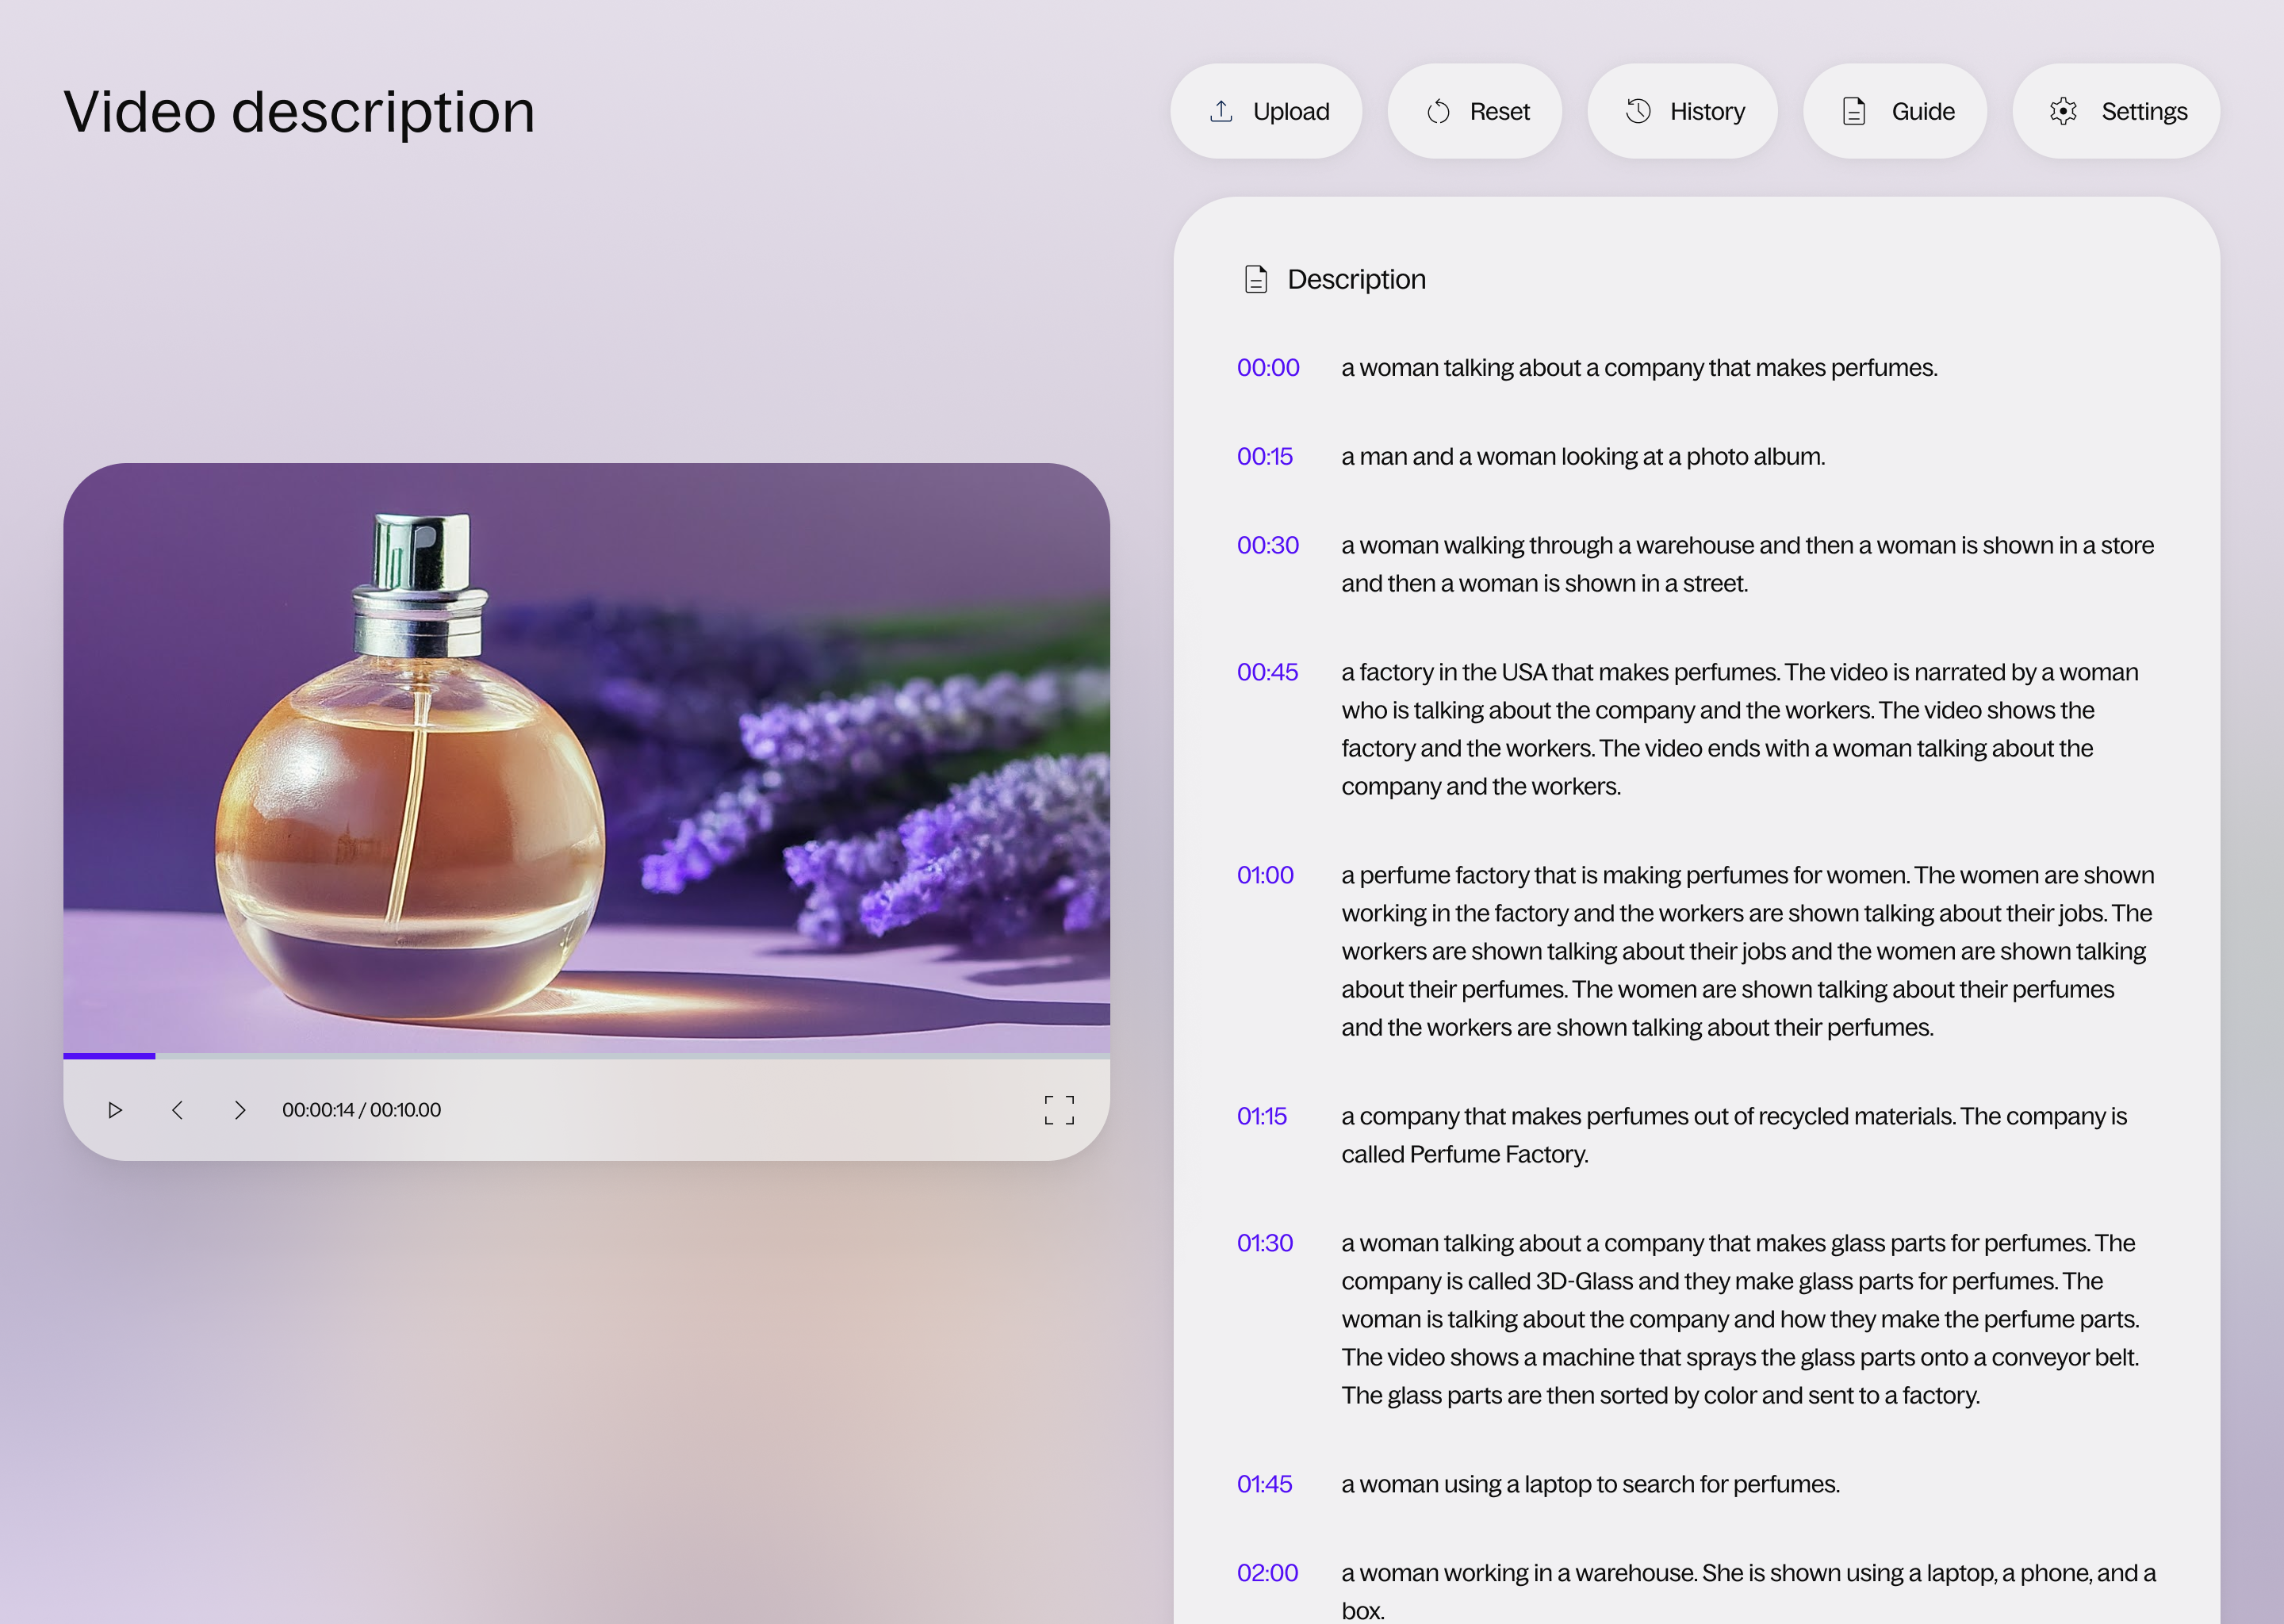 Video description
Upload
Reset
History
Guide
Settings
Description
00:00
a woman talking about a company that makes perfumes.
00:15
a man and a woman looking at a photo album.
00:30
a woman walking through a warehouse and then a woman is shown in a store
and then a woman is shown in a street.
00:45
a factory in the USA that makes perfumes. The video is narrated by a woman
who is talking about the company and the workers. The video shows the
factory and the workers. The video ends with a woman talking about the
company and the workers.
01:00
a perfume factory that is making perfumes for women. The women are shown
working in the factory and the workers are shown talking about their jobs. The
workers are shown talking about their jobs and the women are shown talking
about their perfumes. The women are shown talking about their perfumes
and the workers are shown talking about their perfumes.
01:15
a company that makes perfumes out of recycled materials. The company is
called Perfume Factory.
01:30
a woman talking about a company that makes glass parts for perfumes. The
company is called 3D-Glass and they make glass parts for perfumes. The
woman is talking about the company and how they make the perfume parts.
The video shows a machine that sprays the glass parts onto a conveyor belt.
The glass parts are then sorted by color and sent to a factory.
01:45
a woman using a laptop to search for perfumes.
02:00
a woman working in a warehouse. She is shown using a laptop, a phone, and a
box.
00:00:14 / 00:10.00